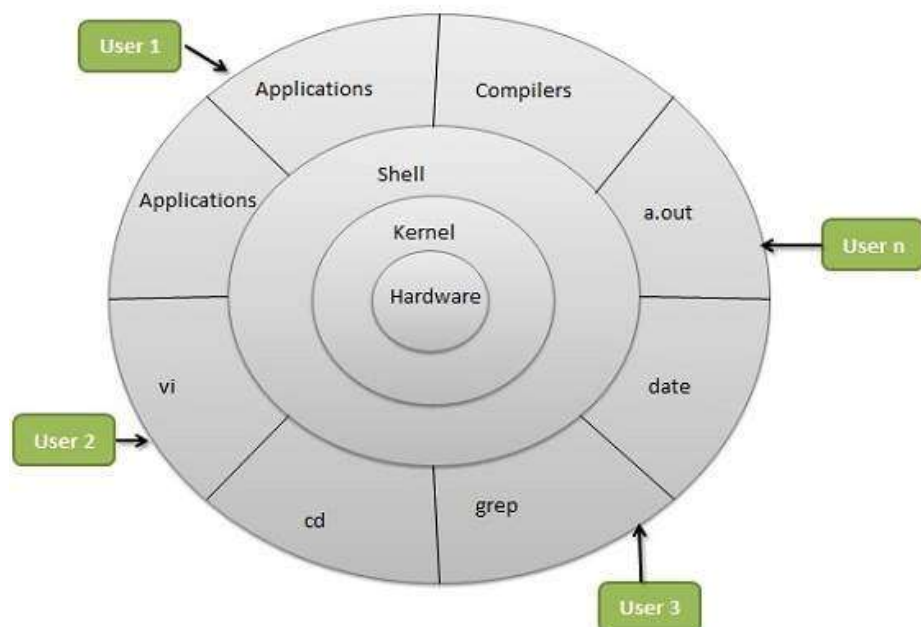 User 1
Applications
Compilers
Shell
Applications
a.out
Kernel
User n
Hardware
vi
date
User 2
grep
cd
User 3